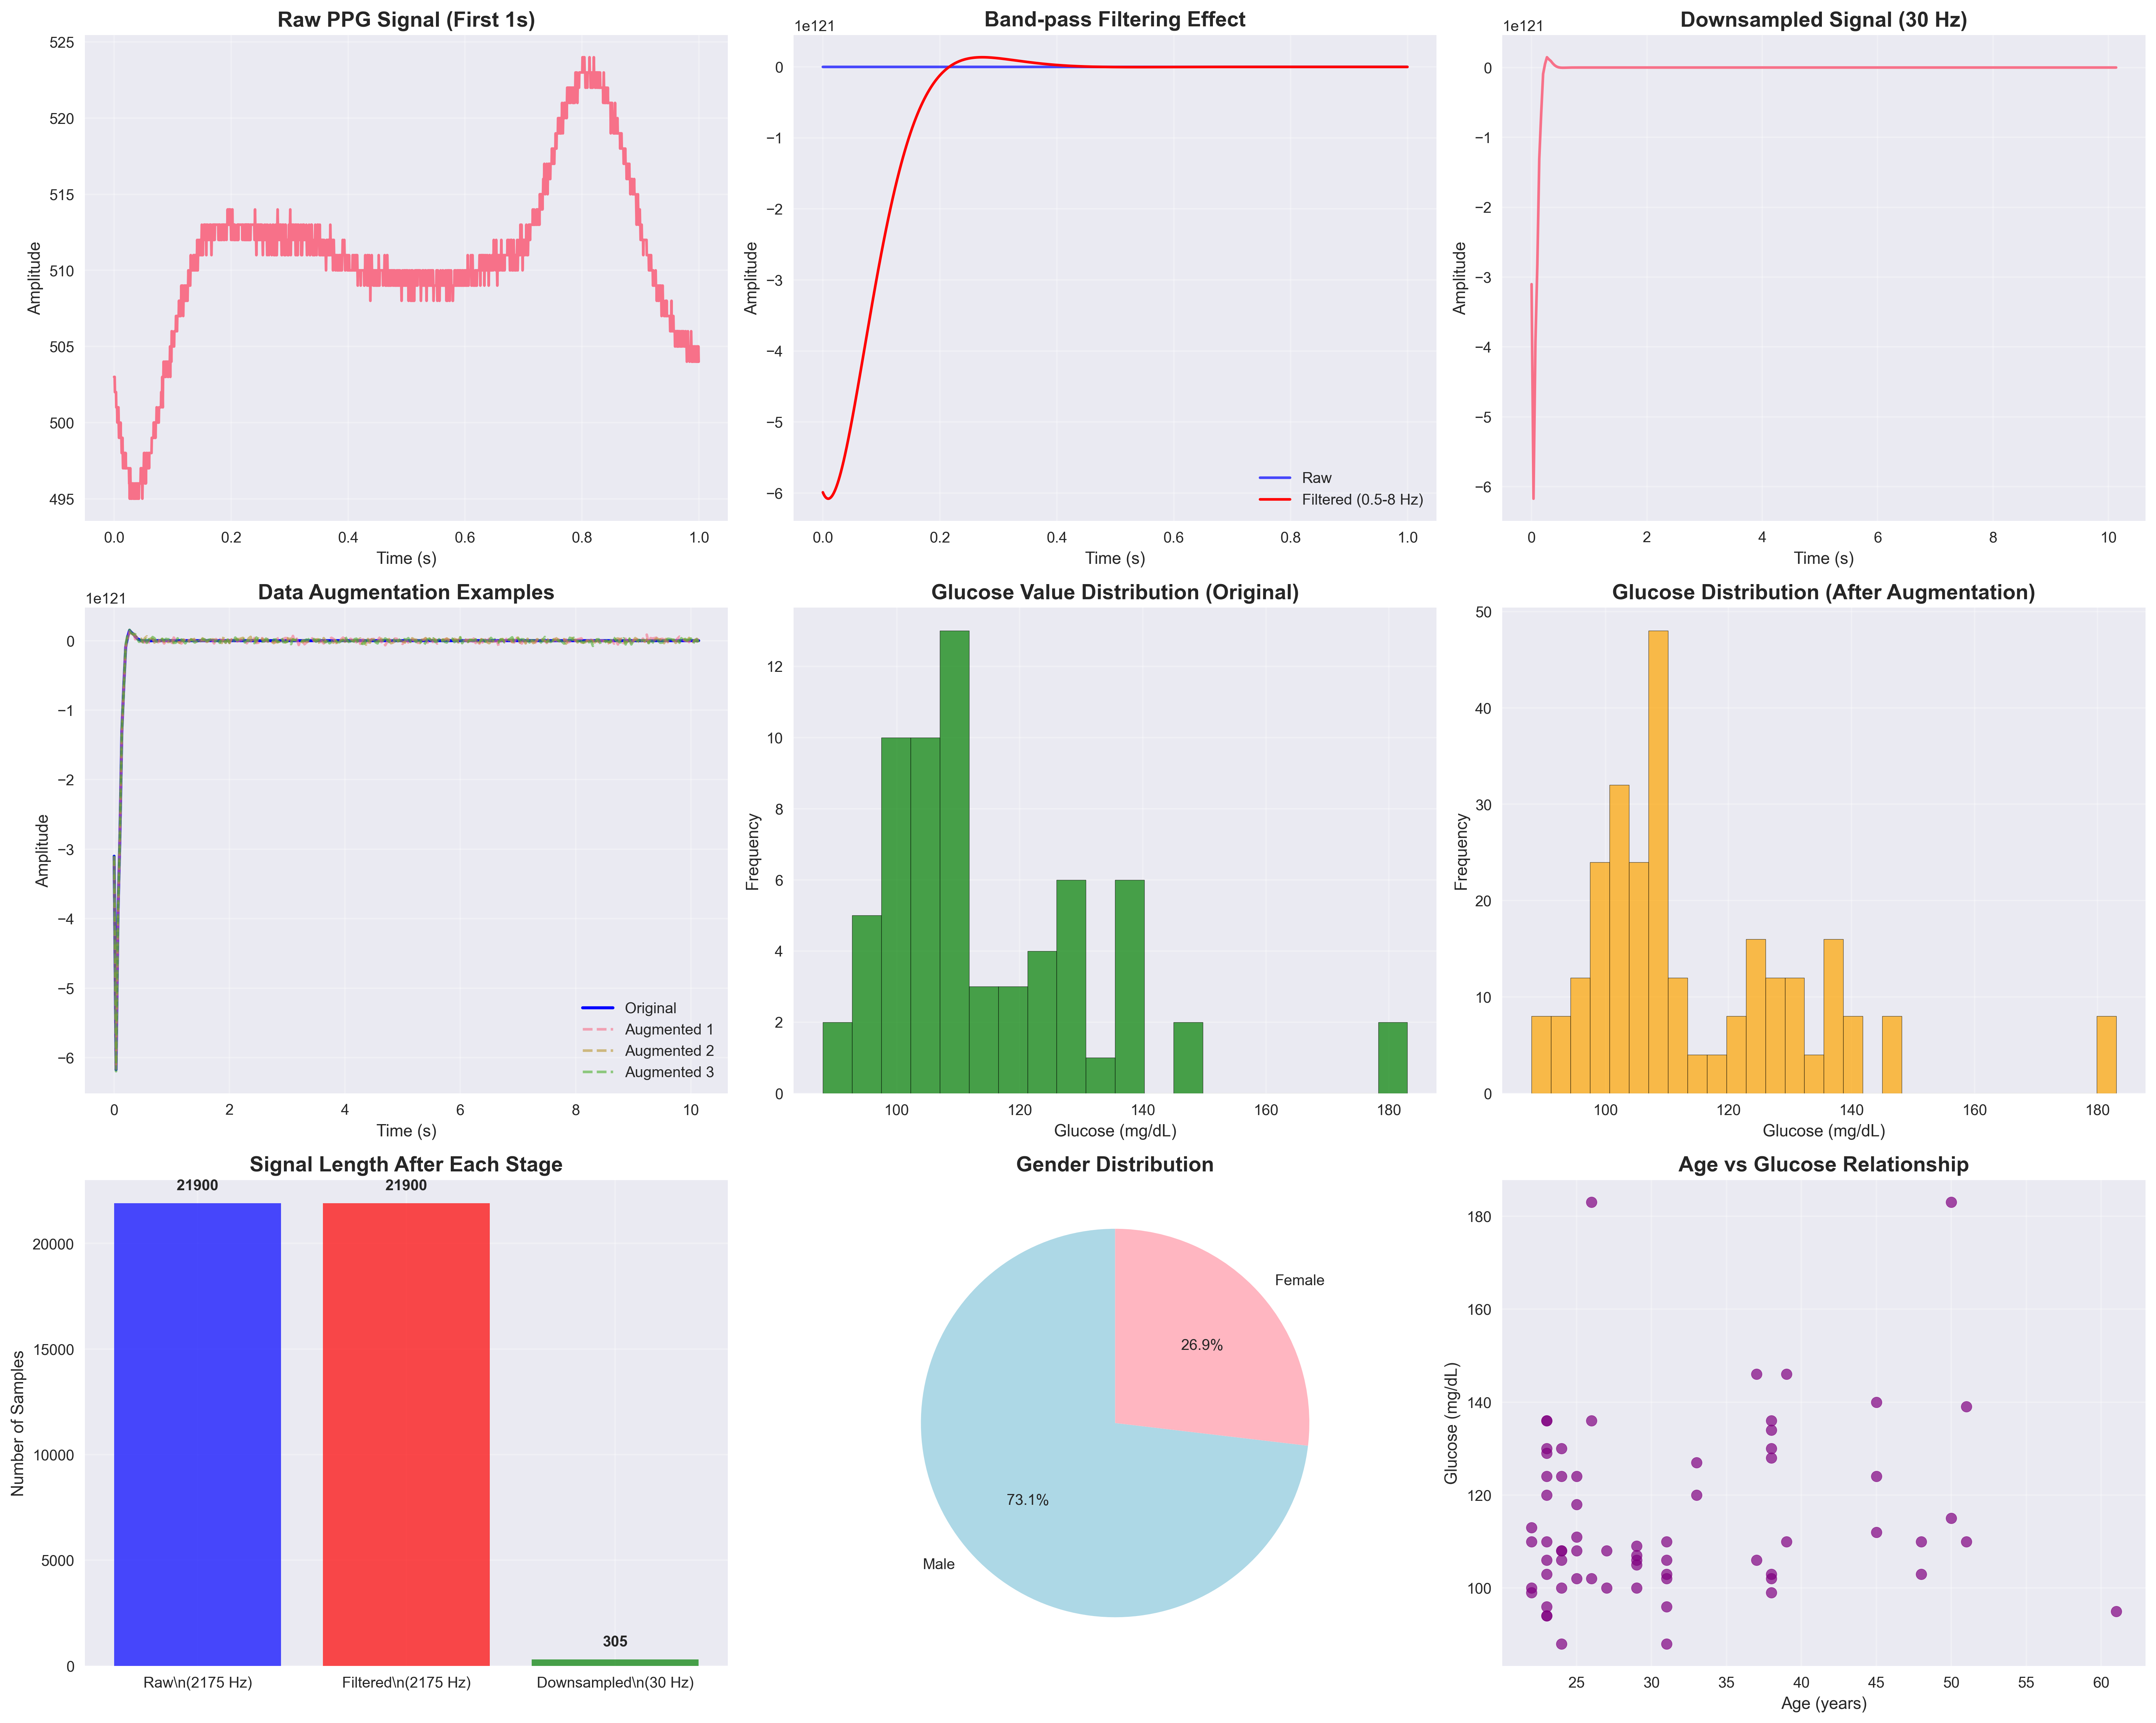 Raw PPG Signal (First 1s)
525
520
515
510
505
500
495
Amplitude
0.0 0.2 0.4 0.6 0.8 1.0
Time (s)
Band-pass Filtering Effect
1e121
0
−1
−2
−3
−4
−5
−6
Amplitude
Raw
Filtered (0.5-8 Hz)
0.0 0.2 0.4 0.6 0.8 1.0
Time (s)
Downsampled Signal (30 Hz)
1e121
0
−1
−2
−3
−4
−5
−6
Amplitude
0 2 4 6 8 10
Time (s)
Data Augmentation Examples
1e121
0
−1
−2
−3
−4
−5
−6
Amplitude
Original
Augmented 1
Augmented 2
Augmented 3
0 2 4 6 8 10
Time (s)
Glucose Value Distribution (Original)
12
10
8
6
4
2
0
Frequency
100 120 140 160 180
Glucose (mg/dL)
Glucose Distribution (After Augmentation)
50
40
30
20
10
0
Frequency
100 120 140 160 180
Glucose (mg/dL)
Signal Length After Each Stage
21900 21900
20000
15000
10000
5000
0
Number of Samples
305
Raw\n(2175 Hz) Filtered\n(2175 Hz) Downsampled\n(30 Hz)
Gender Distribution
Female
26.9%
73.1%
Male
Age vs Glucose Relationship
180
160
140
120
100
Glucose (mg/dL)
25 30 35 40 45 50 55 60
Age (years)